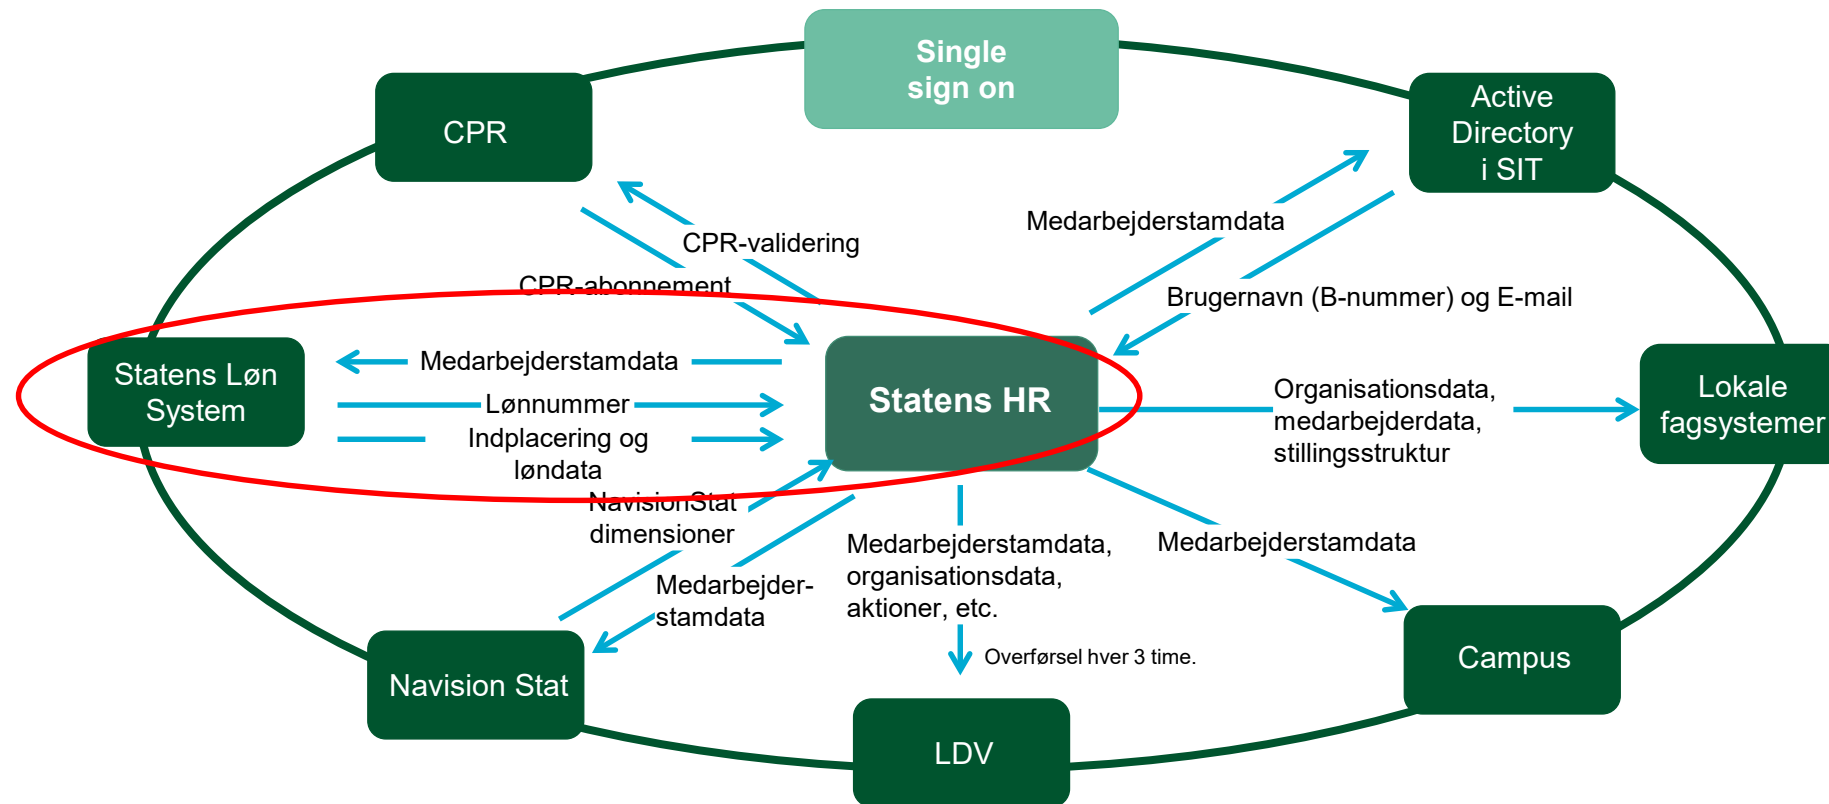 Single
sign on
CPR
Active
Directory
i SIT
Medarbejderstamdata
CPR-validering
CPR-abonnement
Brugernavn (B-nummer) og E-mail
Statens Løn
System
Medarbejderstamdata
Lønnummer
Indplacering og
løndata
Statens HR
Organisationsdata,
medarbejderdata,
stillingsstruktur
Lokale
fagsystemer
NavisionStat
dimensioner
Medarbejder-
stamdata
Medarbejderstamdata,
organisationsdata,
aktioner, etc.
Medarbejderstamdata
Overførsel hver 3 time.
Navision Stat
Campus
LDV